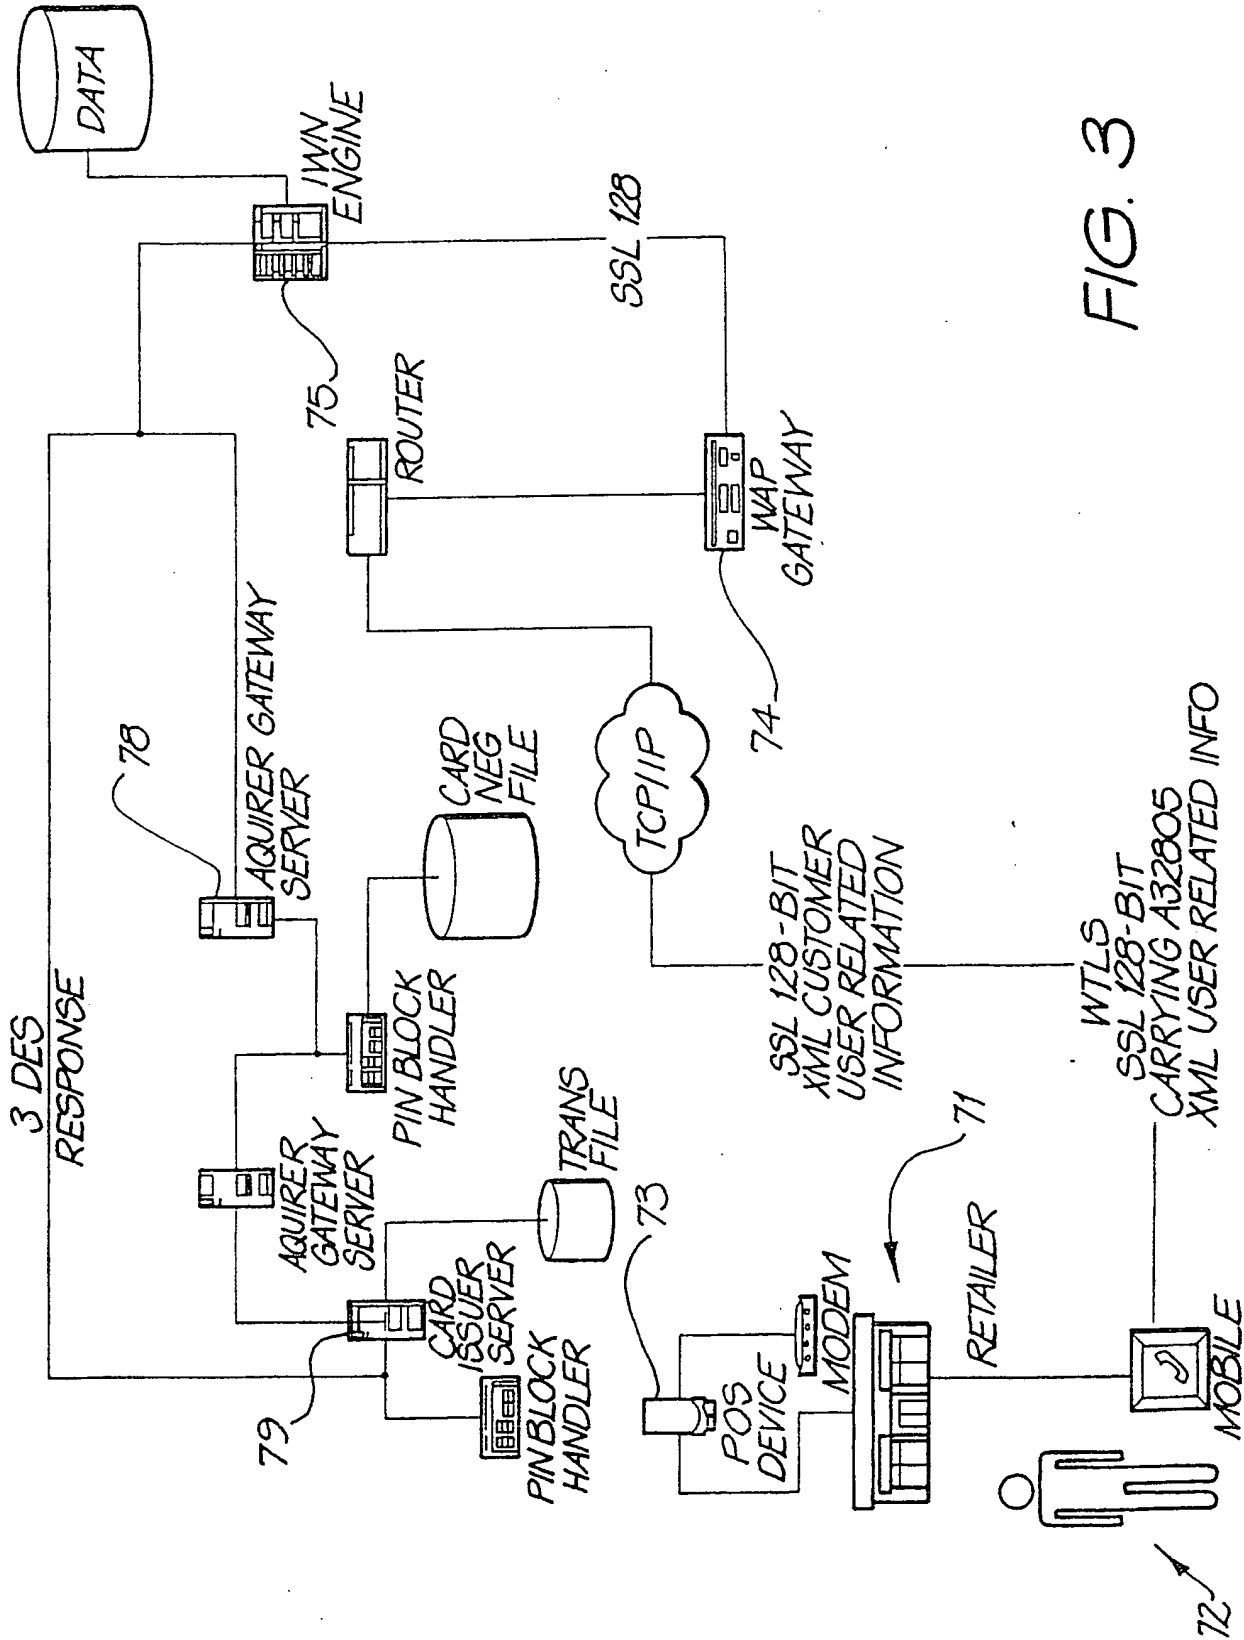 3 DES
RESPONSE
DATA
IWN
ENGINE
75
SSL 128
ROUTER
78
AQUIRER GATEWAY
SERVER
CARD
NEG
FILE
PIN BLOCK
HANDLER
AQUIRER
GATEWAY
SERVER
79
CARD
ISSUER
SERVER
TRANS
FILE
PIN BLOCK
HANDLER
TCP/IP
WAP
GATEWAY
74
73
POS
DEVICE
MODEM
71
RETAILER
SSL 128-BIT
XML CUSTOMER
USER RELATED
INFORMATION
WTLS
SSL 128-BIT
CARRYING A32805
XML USER RELATED INFO
MOBILE
72
FIG. 3